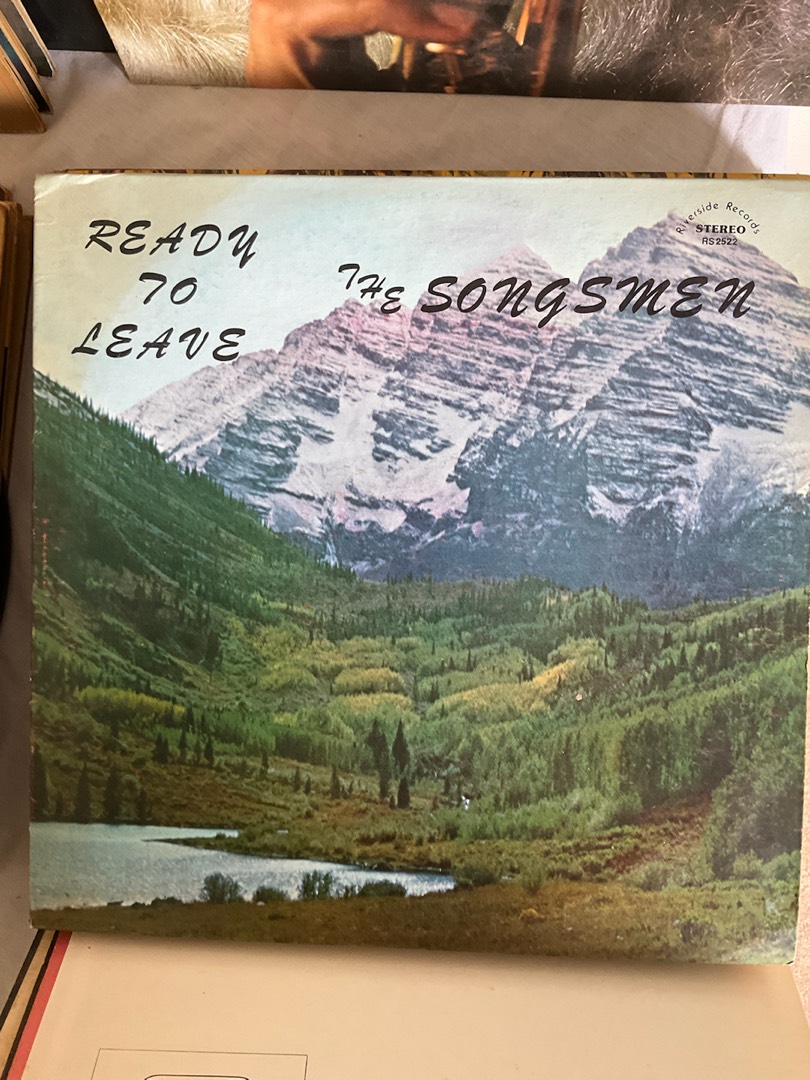 READY
TO
LEAVE
THE SONGSMEN
Riverside Records
STEREO
RS2522